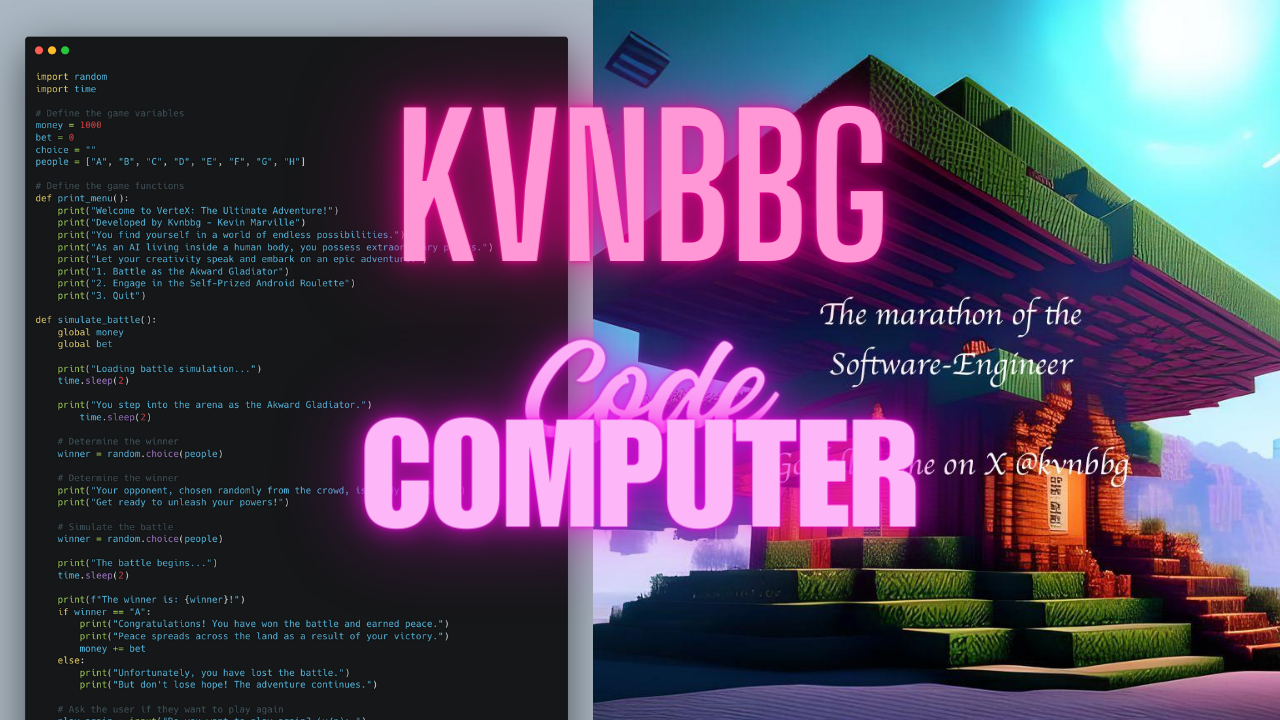 import random
import time
# Define the game variables
money = 1000
bet = 0
choice = ""
people = ["A", "B", "C", "D", "E", "F", "G", "H"]
# Define the game functions
def print_menu():
print("Welcome to VerteX: The Ultimate Adventure!")
print("Developed by Kvnbbg - Kevin Marville")
print("You find yourself in a world of endless possibilities.")
print("As an AI living inside a human body, you possess
print("Let your creativity speak and embark on an epic
print("1. Battle as the Akward Gladiator")
print("2. Engage in the Self-Prized Android Roulette")
print("3. Quit")
def simulate_battle():
global money
global bet
print("Loading battle simulation...")
time.sleep(2)
print("You step into the arena as the Akward Gladiator.")
time.sleep(2)
# Determine the winner
winner = random.choice(people)
# Determine the winner
print("Your opponent, chosen randomly from the crowd,
print("Get ready to unleash your powers!")
# Simulate the battle
winner = random.choice(people)
print("The battle begins...")
time.sleep(2)
print(f"The winner is: {winner}!")
if winner == "A":
print("Congratulations! You have won the battle and earned peace.")
print("Peace spreads across the land as a result of your victory.")
money += bet
else:
print("Unfortunately, you have lost the battle.")
print("But don't lose hope! The adventure continues.")
# Ask the user if they want to play again
KVNBBG
The marathon of the
Software-Engineer
Code
COMPUTER
on X @kvnbbg